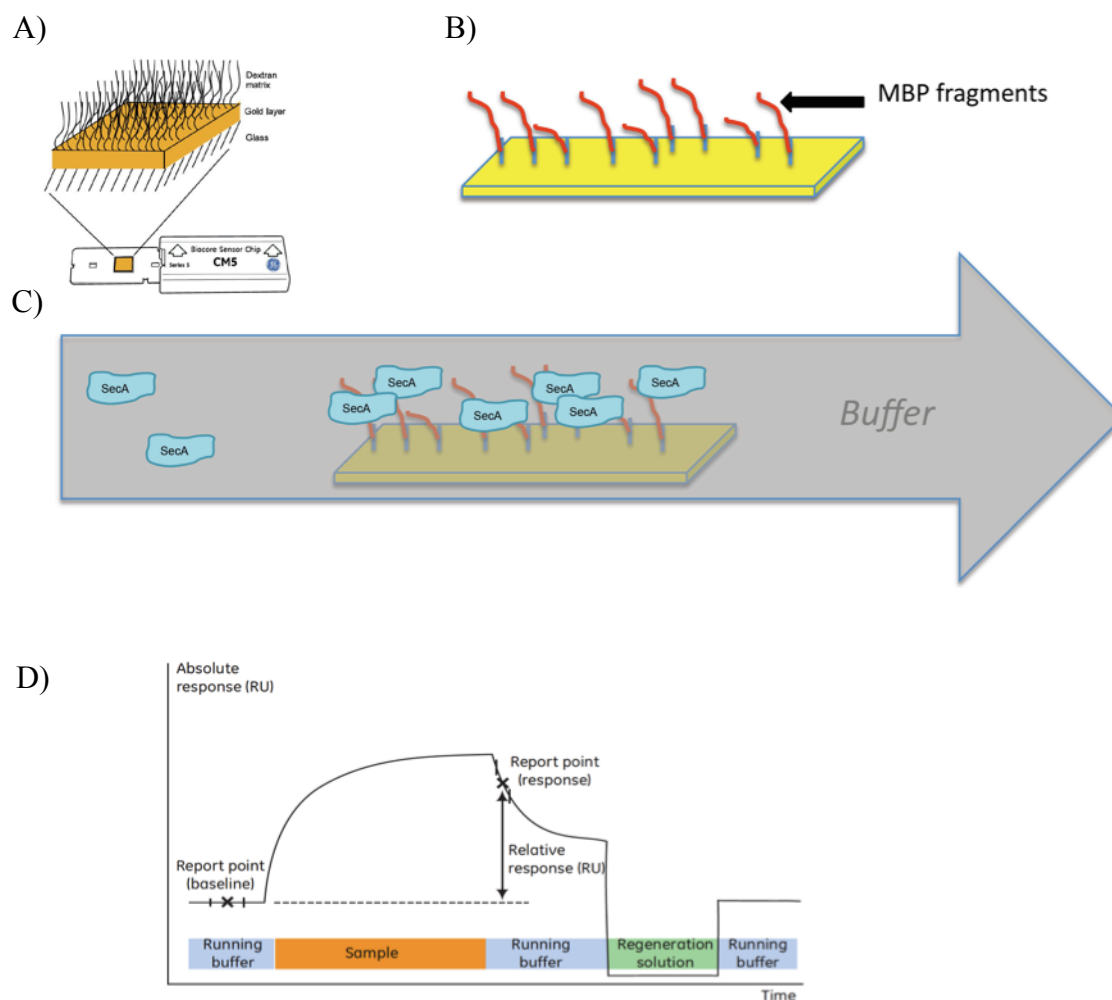 A)
Dextran
matrix
Gold layer
Glass
Biacore Sensor Chip
Series S
CM5
B)
MBP fragments
C)
SecA
SecA
SecA
SecA
SecA
SecA
SecA
SecA
Buffer
D)
Absolute
response (RU)
Report point
(response)
Relative
response (RU)
Report point
(baseline)
Running
buffer
Sample
Running
buffer
Regeneration
solution
Running
buffer
Time